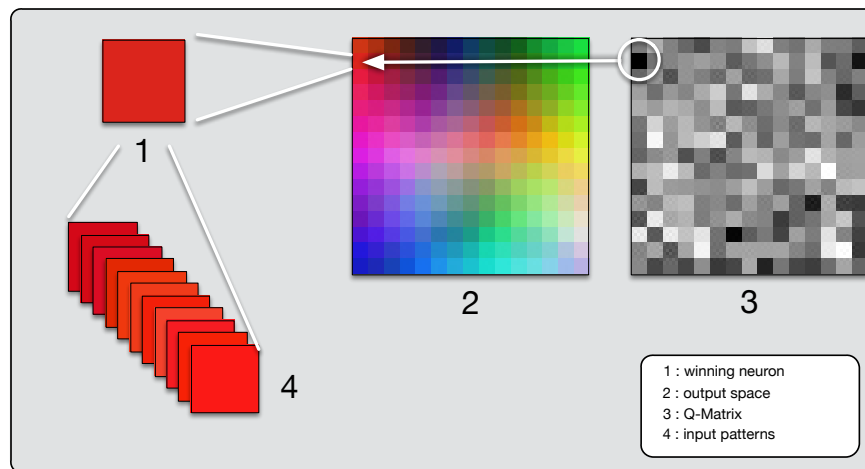 1
2
3
4
1 : winning neuron
2 : output space
3 : Q-Matrix
4 : input patterns